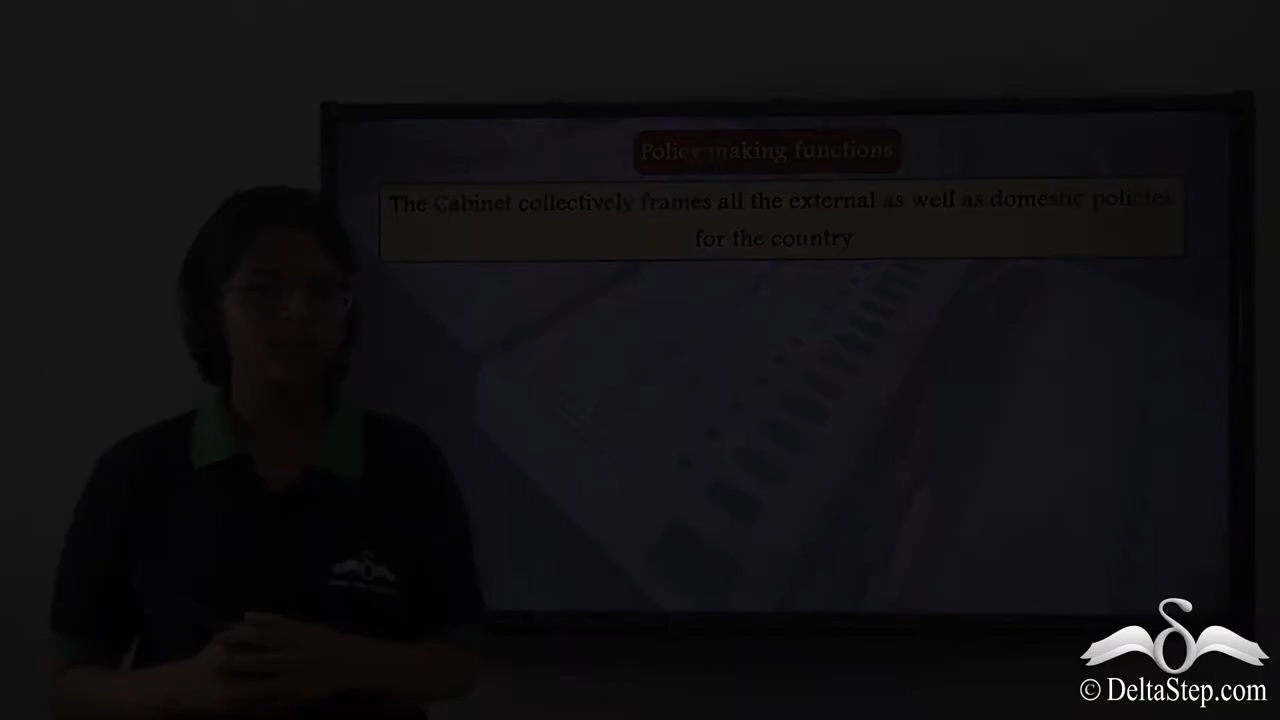 Policy making functions
The Cabinet collectively frames all the external as well as domestic policies
for the country
© DeltaStep.com